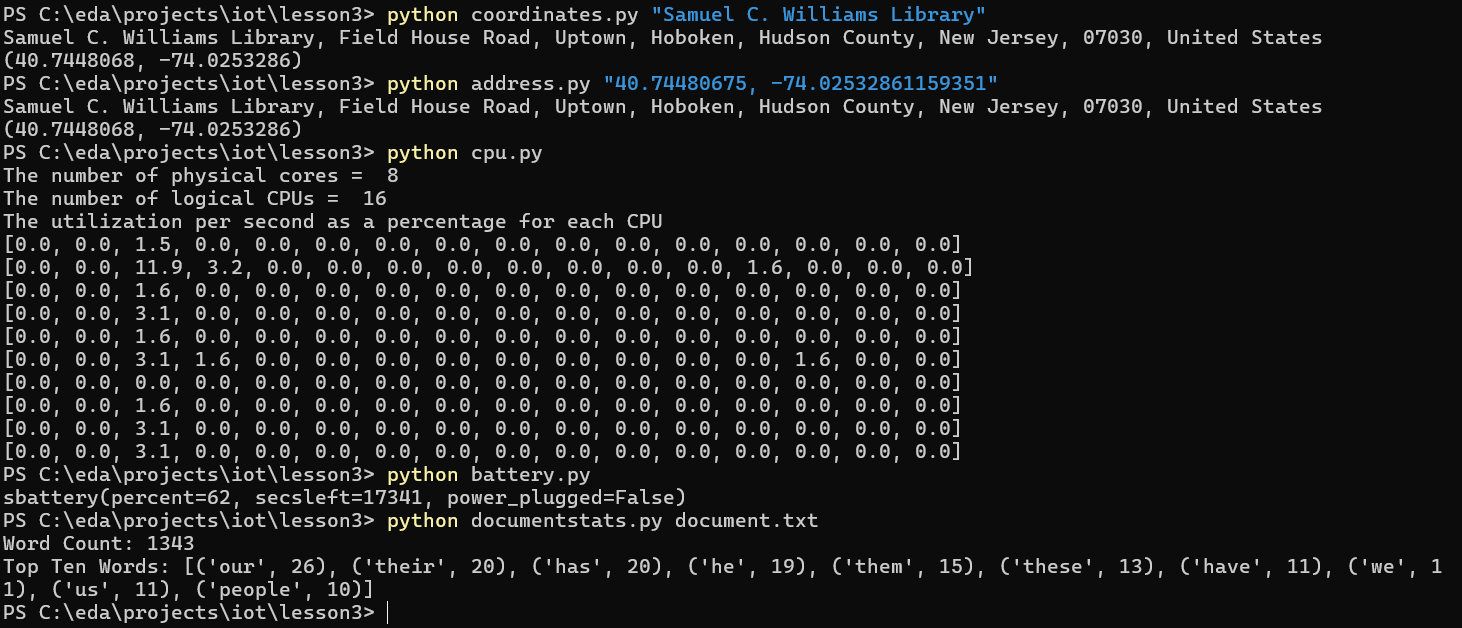 PS C:\eda\projects\iot\lesson3> python coordinates.py "Samuel C. Williams Library"
Samuel C. Williams Library, Field House Road, Uptown, Hoboken, Hudson County, New Jersey, 07030, United States
(40.7448068, -74.0253286)
PS C:\eda\projects\iot\lesson3> python address.py "40.74480675, -74.02532861159351"
Samuel C. Williams Library, Field House Road, Uptown, Hoboken, Hudson County, New Jersey, 07030, United States
(40.7448068, -74.0253286)
PS C:\eda\projects\iot\lesson3> python cpu.py
The number of physical cores =  8
The number of logical CPUs =  16
The utilization per second as a percentage for each CPU
[0.0, 0.0, 1.5, 0.0, 0.0, 0.0, 0.0, 0.0, 0.0, 0.0, 0.0, 0.0, 0.0, 0.0, 0.0, 0.0]
[0.0, 0.0, 11.9, 3.2, 0.0, 0.0, 0.0, 0.0, 0.0, 0.0, 0.0, 0.0, 1.6, 0.0, 0.0, 0.0]
[0.0, 0.0, 1.6, 0.0, 0.0, 0.0, 0.0, 0.0, 0.0, 0.0, 0.0, 0.0, 0.0, 0.0, 0.0, 0.0]
[0.0, 0.0, 3.1, 0.0, 0.0, 0.0, 0.0, 0.0, 0.0, 0.0, 0.0, 0.0, 0.0, 0.0, 0.0, 0.0]
[0.0, 0.0, 1.6, 0.0, 0.0, 0.0, 0.0, 0.0, 0.0, 0.0, 0.0, 0.0, 0.0, 0.0, 0.0, 0.0]
[0.0, 0.0, 3.1, 1.6, 0.0, 0.0, 0.0, 0.0, 0.0, 0.0, 0.0, 0.0, 0.0, 1.6, 0.0, 0.0]
[0.0, 0.0, 0.0, 0.0, 0.0, 0.0, 0.0, 0.0, 0.0, 0.0, 0.0, 0.0, 0.0, 0.0, 0.0, 0.0]
[0.0, 0.0, 1.6, 0.0, 0.0, 0.0, 0.0, 0.0, 0.0, 0.0, 0.0, 0.0, 0.0, 0.0, 0.0, 0.0]
[0.0, 0.0, 3.1, 0.0, 0.0, 0.0, 0.0, 0.0, 0.0, 0.0, 0.0, 0.0, 0.0, 0.0, 0.0, 0.0]
[0.0, 0.0, 3.1, 0.0, 0.0, 0.0, 0.0, 0.0, 0.0, 0.0, 0.0, 0.0, 0.0, 0.0, 0.0, 0.0]
PS C:\eda\projects\iot\lesson3> python battery.py
sbattery(percent=62, secsleft=17341, power_plugged=False)
PS C:\eda\projects\iot\lesson3> python documentstats.py document.txt
Word Count: 1343
Top Ten Words: [('our', 26), ('their', 20), ('has', 20), ('he', 19), ('them', 15), ('these', 13), ('have', 11), ('we', 1
1), ('us', 11), ('people', 10)]
PS C:\eda\projects\iot\lesson3>